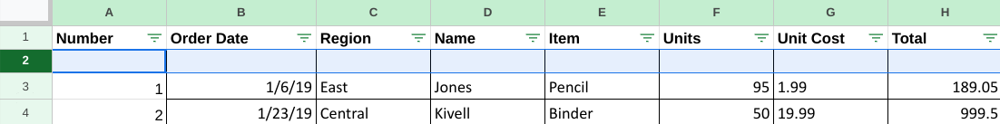 A B C D E F G H
1 Number Order Date Region Name Item Units Unit Cost Total
2
3 1 1/6/19 East Jones Pencil 95 1.99 189.05
4 2 1/23/19 Central Kivell Binder 50 19.99 999.5